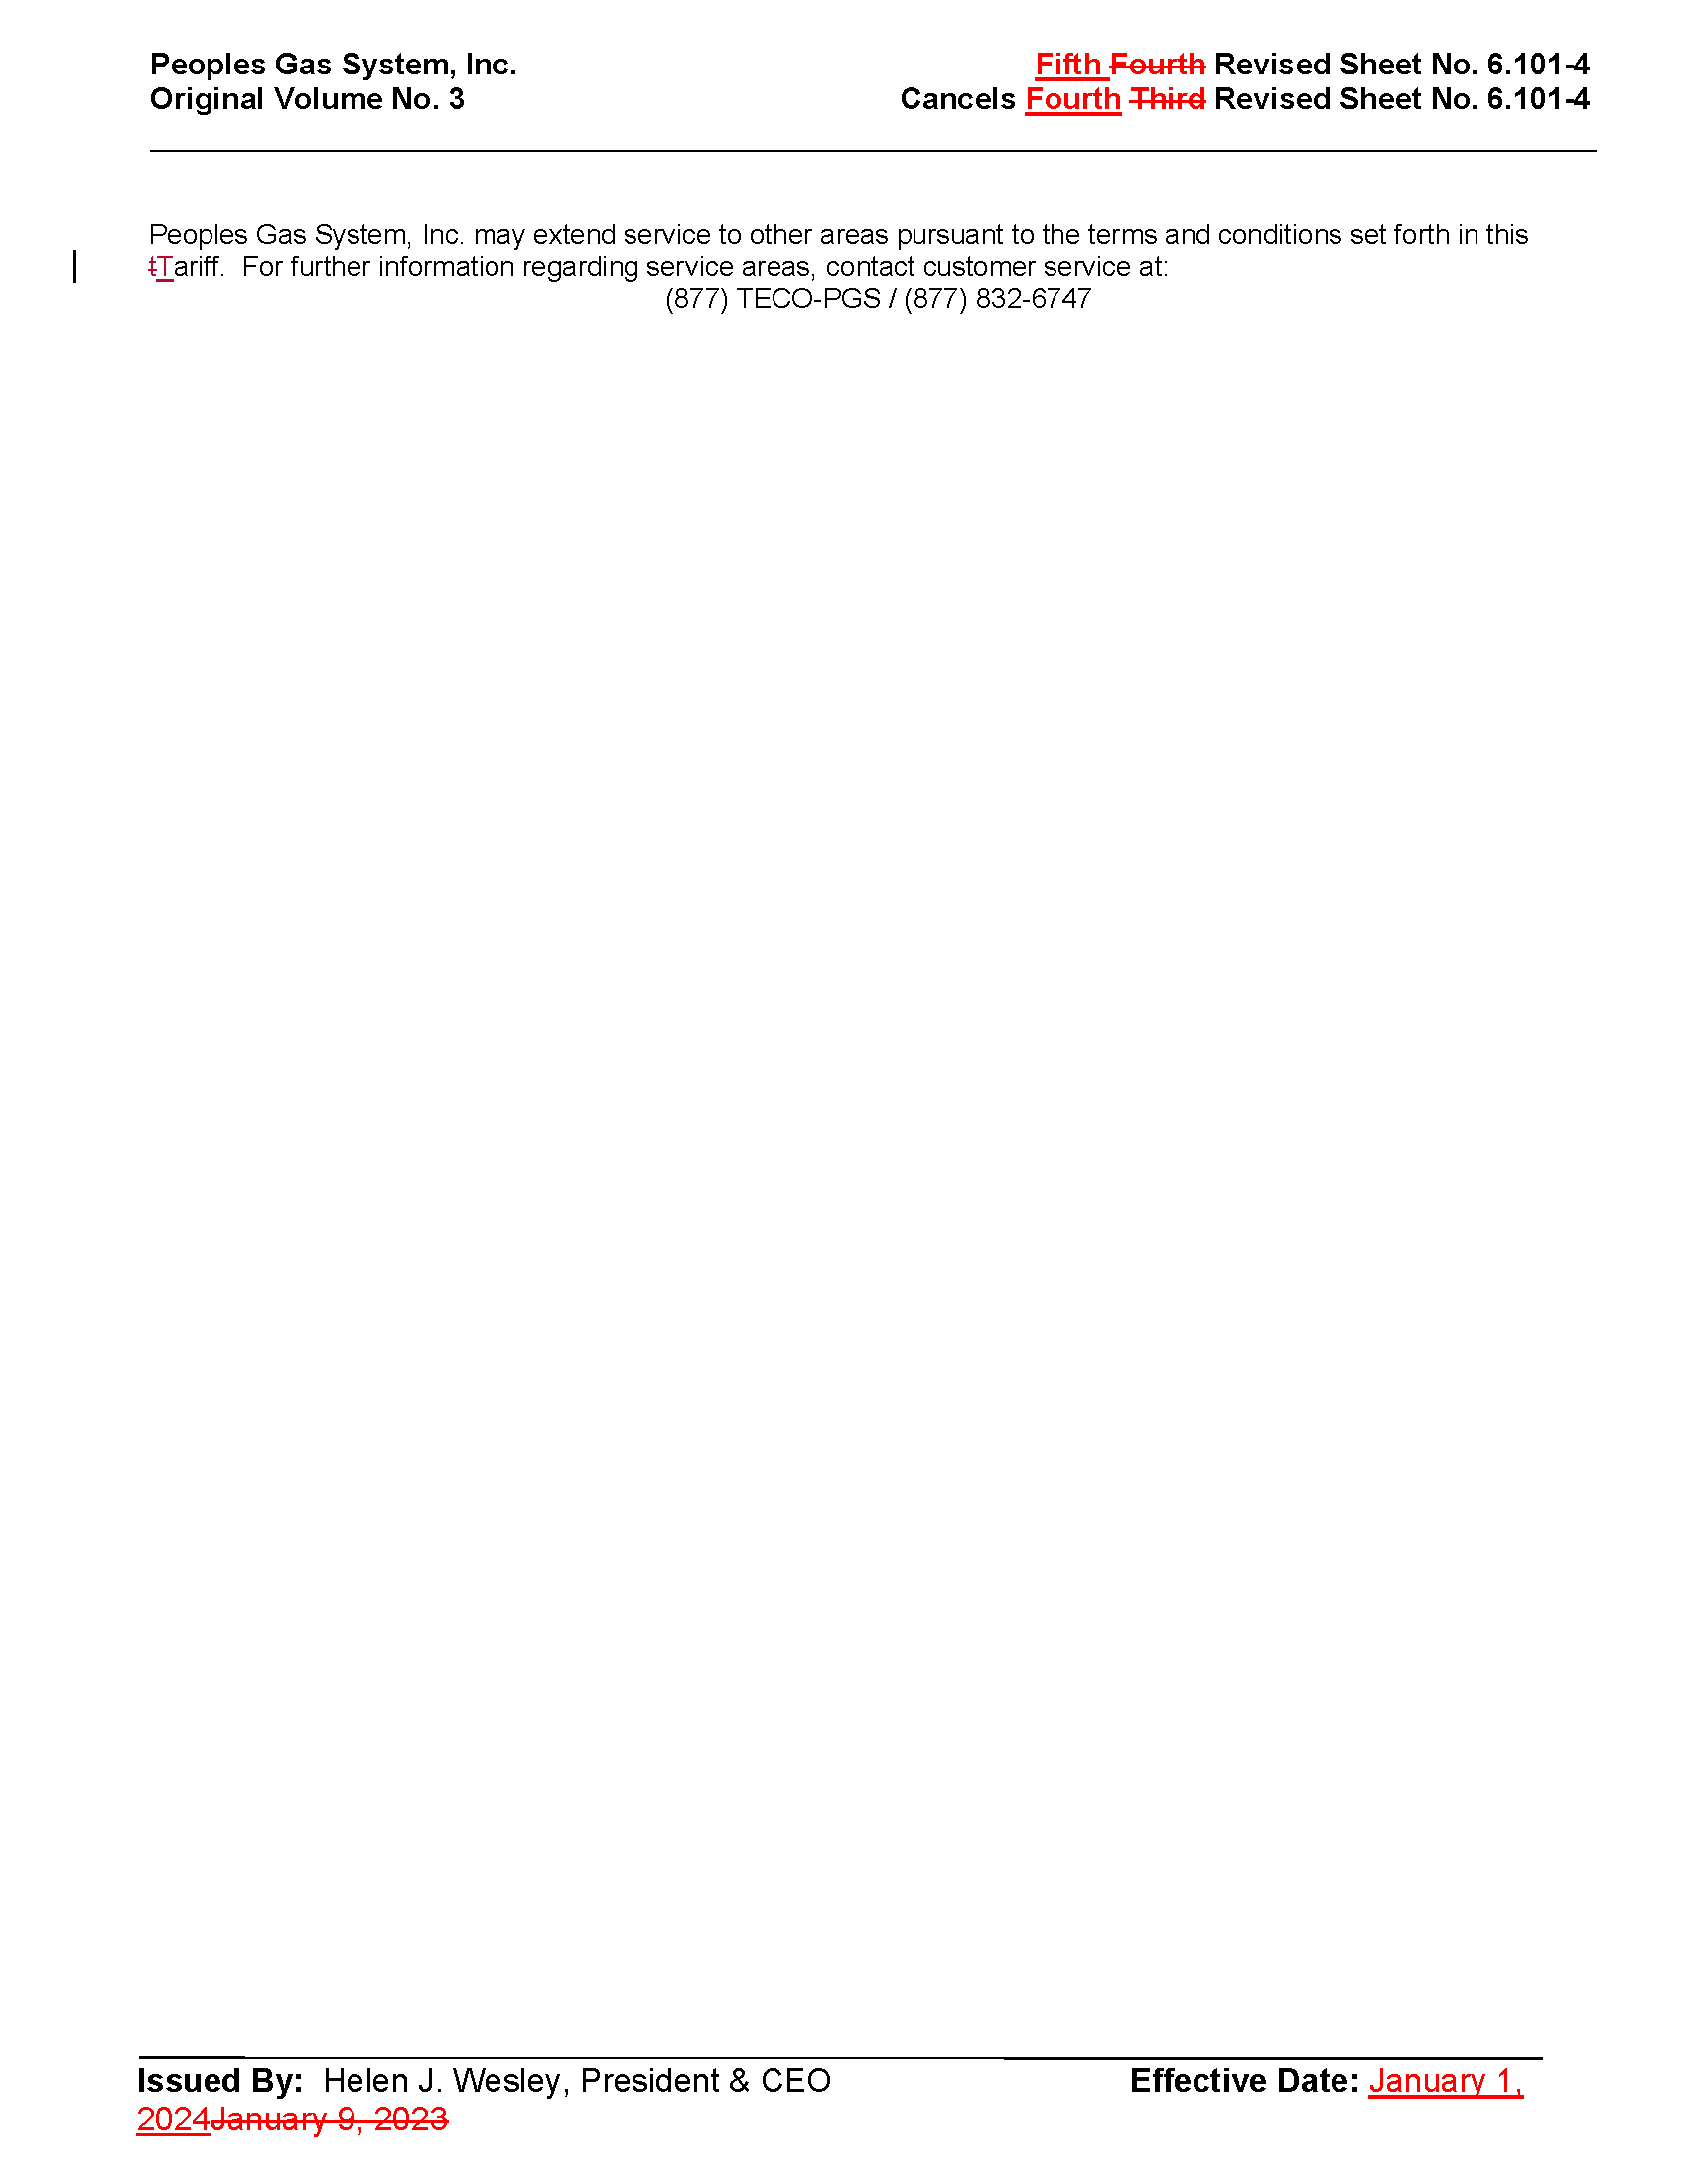 Peoples Gas System, Inc.
Original Volume No. 3
Fifth Fourth Revised Sheet No. 6.101-4
Cancels Fourth Third Revised Sheet No. 6.101-4
Peoples Gas System, Inc. may extend service to other areas pursuant to the terms and conditions set forth in this
tTariff.  For further information regarding service areas, contact customer service at:
(877) TECO-PGS / (877) 832-6747
Issued By:  Helen J. Wesley, President & CEO
Effective Date: January 1,
2024January 9, 2023